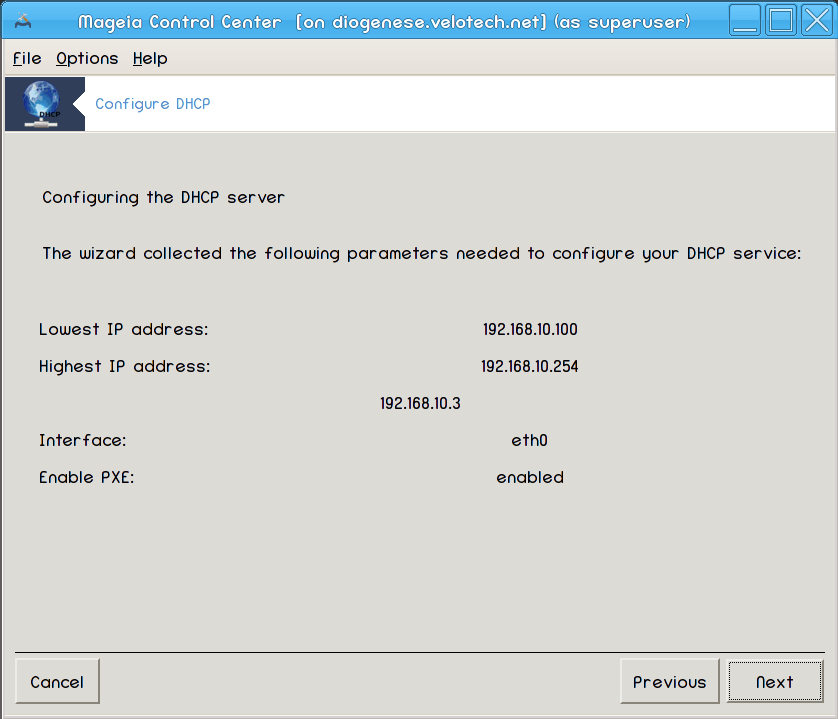 Mageia Control Center [on diogenese.velotech.net] (as superuser)
File Options Help
DHCP
Configure DHCP
Configuring the DHCP server
The wizard collected the following parameters needed to configure your DHCP service:
Lowest IP address: 192.168.10.100
Highest IP address: 192.168.10.254
192.168.10.3
Interface: eth0
Enable PXE: enabled
Cancel Previous Next